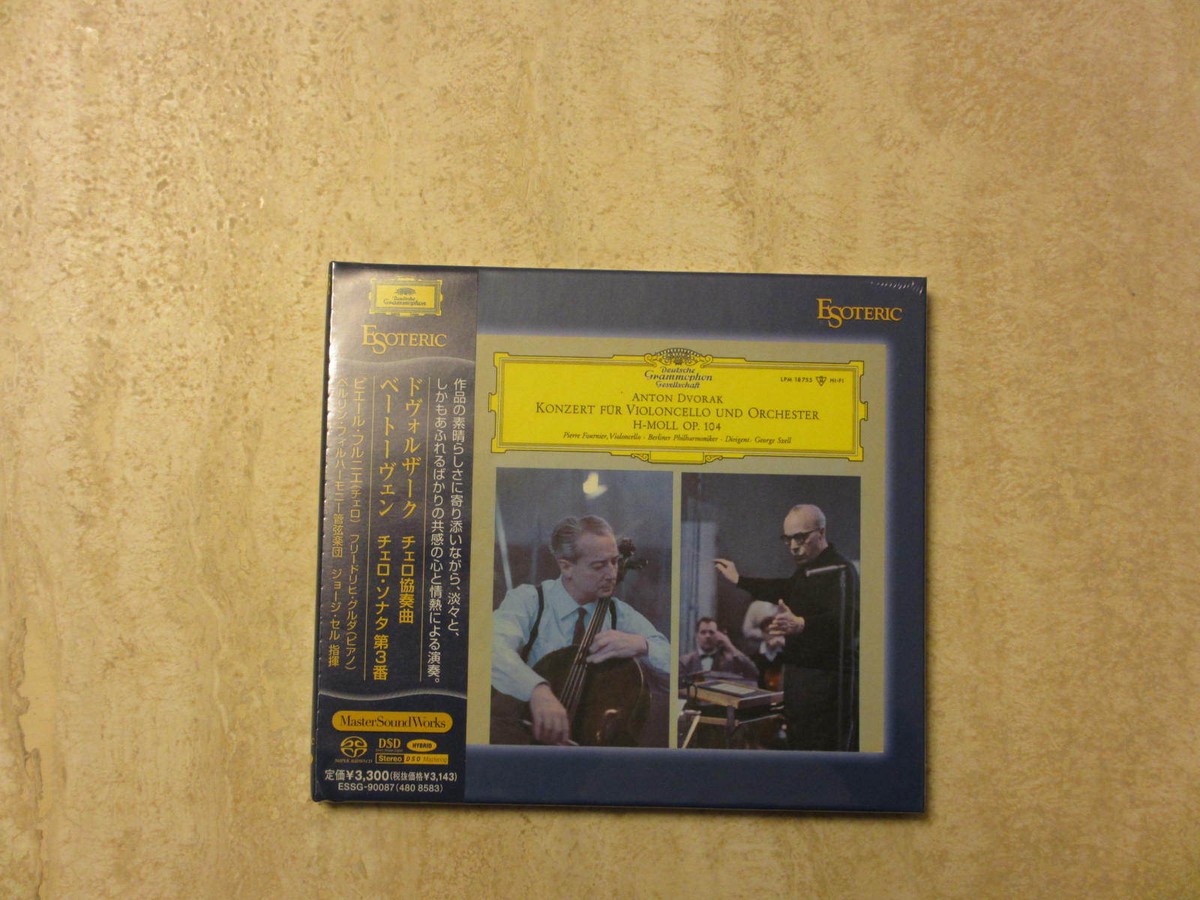 Deutsche
Grammophon
ESOTERIC
作品の素晴らしさに寄り添いながら、淡々と、
しかもあふれるばかりの共感の心と情熱による演奏。
ドヴォルザーク チェロ協奏曲
ベートーヴェン チェロ・ソナタ 第3番
ピエール・フルニエ(チェロ) フリードリヒ・グルダ(ピアノ)
ベルリン・フィルハーモニー管弦楽団 ジョージ・セル 指揮
MasterSoundWorks
SUPER AUDIO CD
DSD
HYBRID
Stereo DSD Mastering
定価¥3,300(税抜価格¥3,143)
ESSG-90087(480 8583)
ESOTERIC
Deutsche
Grammophon
Gesellschaft
LPM 18 755 HI-FI
ANTON DVORAK
KONZERT FÜR VIOLONCELLO UND ORCHESTER
H-MOLL OP. 104
Pierre Fournier, Violoncello · Berliner Philharmoniker · Dirigent: George Szell